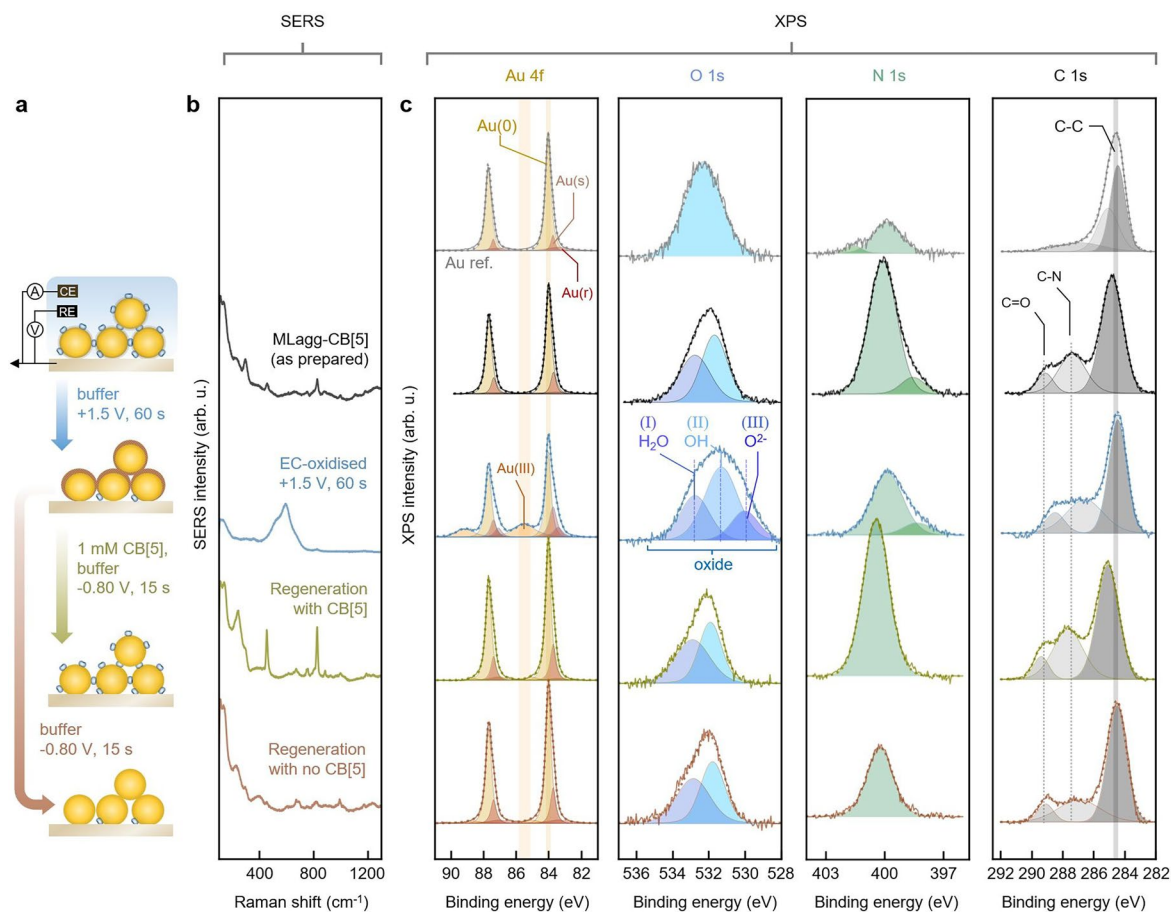 SERS
XPS
Au 4f
O 1s
N 1s
C 1s
a
b
c
Au(0)
Au(s)
Au(r)
Au ref.
C-C
C-N
C=O
A
CE
RE
V
MLagg-CB[5]
(as prepared)
buffer
+1.5 V, 60 s
EC-oxidised
+1.5 V, 60 s
Au(III)
(I)
H₂O
(II)
OH
(III)
O²⁻
oxide
1 mM CB[5],
buffer
-0.80 V, 15 s
Regeneration
with CB[5]
buffer
-0.80 V, 15 s
Regeneration
with no CB[5]
SERS intensity (arb. u.)
XPS intensity (arb. u.)
400 800 1200
88 86 84 82
536 534 532 530 528
403 400 397
292 290 288 286 284 282
Raman shift (cm⁻¹)
Binding energy (eV)
Binding energy (eV)
Binding energy (eV)
Binding energy (eV)